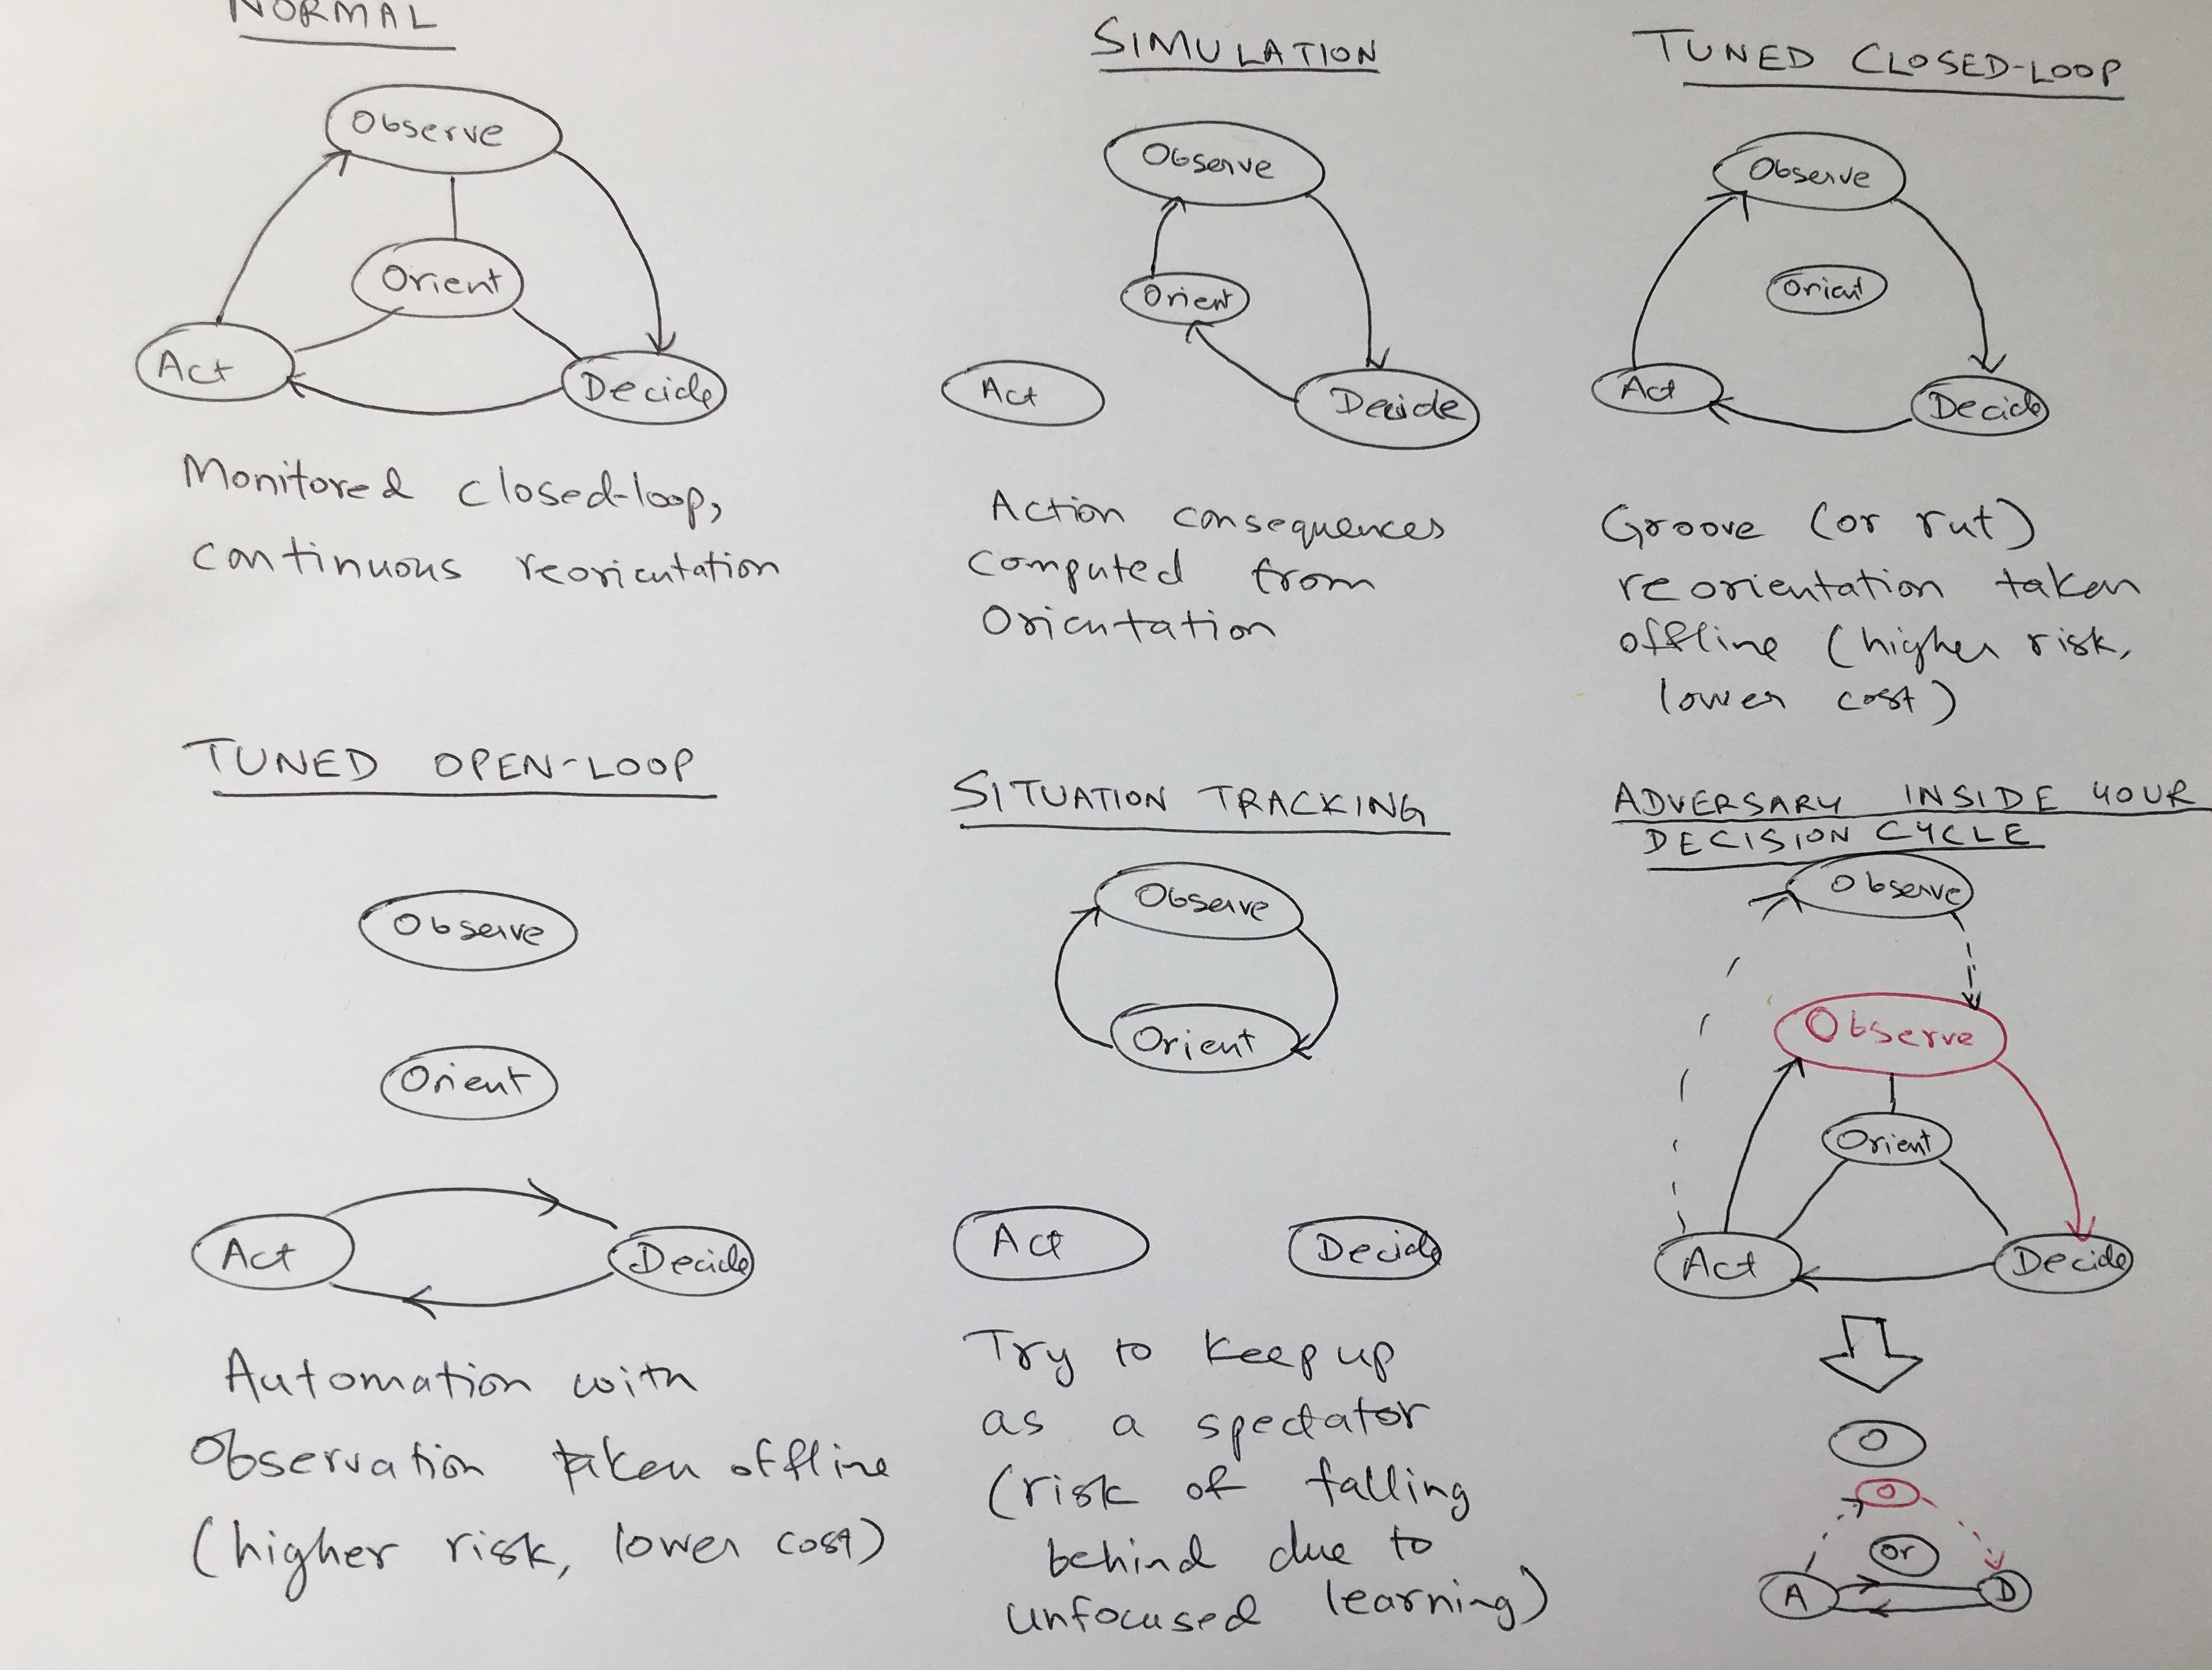 NORMAL
Observe
Orient
Act
Decide
Monitored closed-loop,
continuous reorientation
SIMULATION
Observe
Orient
Act
Decide
Action consequences
computed from
Orientation
TUNED CLOSED-LOOP
Observe
Orient
Act
Decide
Groove (or rut)
reorientation taken
offline (higher risk,
lower cost)
TUNED OPEN-LOOP
Observe
Orient
Act
Decide
Automation with
Observation taken offline
(higher risk, lower cost)
SITUATION TRACKING
Observe
Orient
Act
Decide
Try to keep up
as a spectator
(risk of falling
behind due to
unfocused learning)
ADVERSARY INSIDE YOUR
DECISION CYCLE
Observe
Observe
Orient
Act
Decide
O
O
Or
A
D